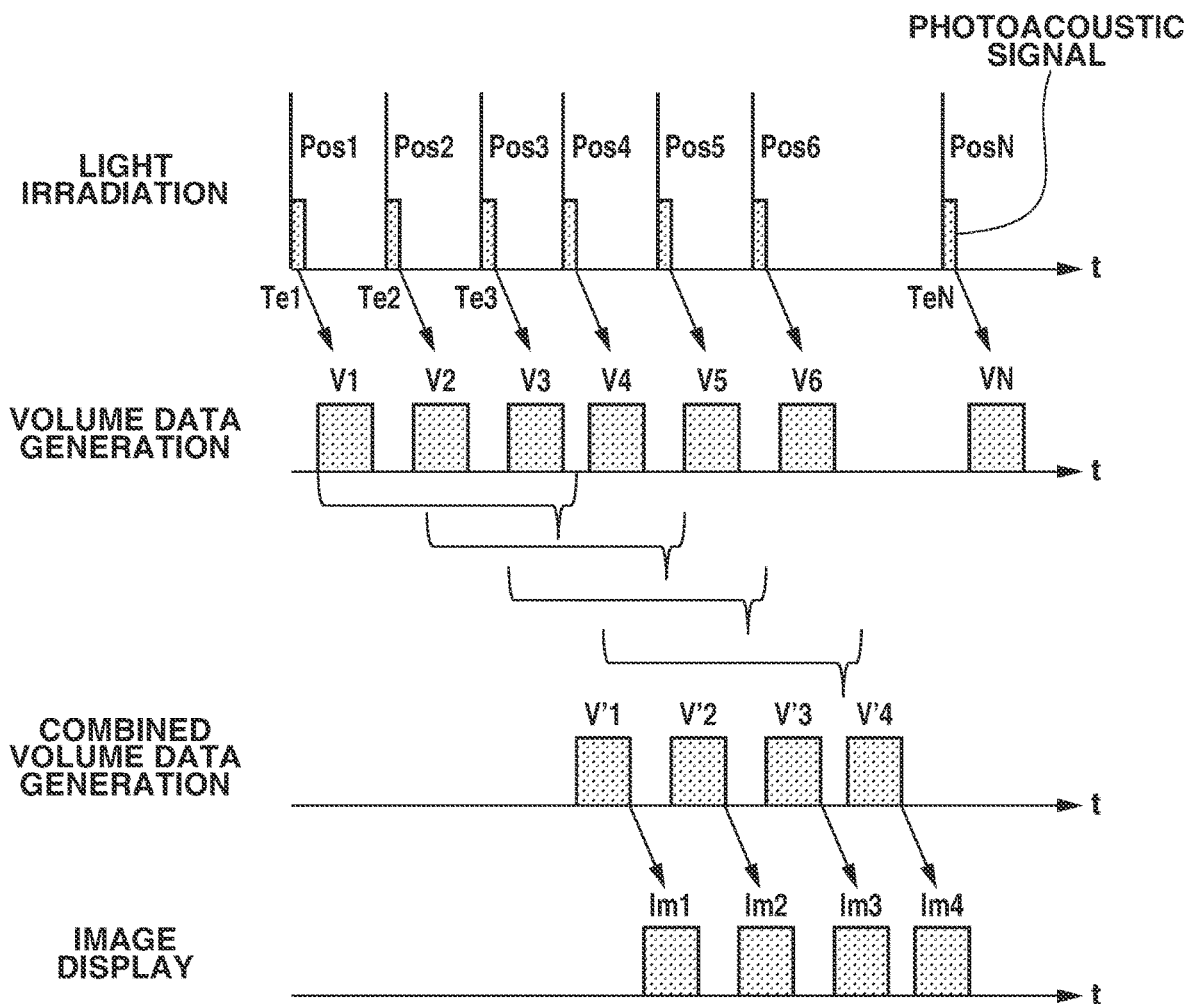 PHOTOACOUSTIC
SIGNAL
LIGHT
IRRADIATION
Pos1 Pos2 Pos3 Pos4 Pos5 Pos6 PosN
t
Te1 Te2 Te3 TeN
V1 V2 V3 V4 V5 V6 VN
VOLUME DATA
GENERATION
t
COMBINED
VOLUME DATA
GENERATION
V'1 V'2 V'3 V'4
t
Im1 Im2 Im3 Im4
IMAGE
DISPLAY
t